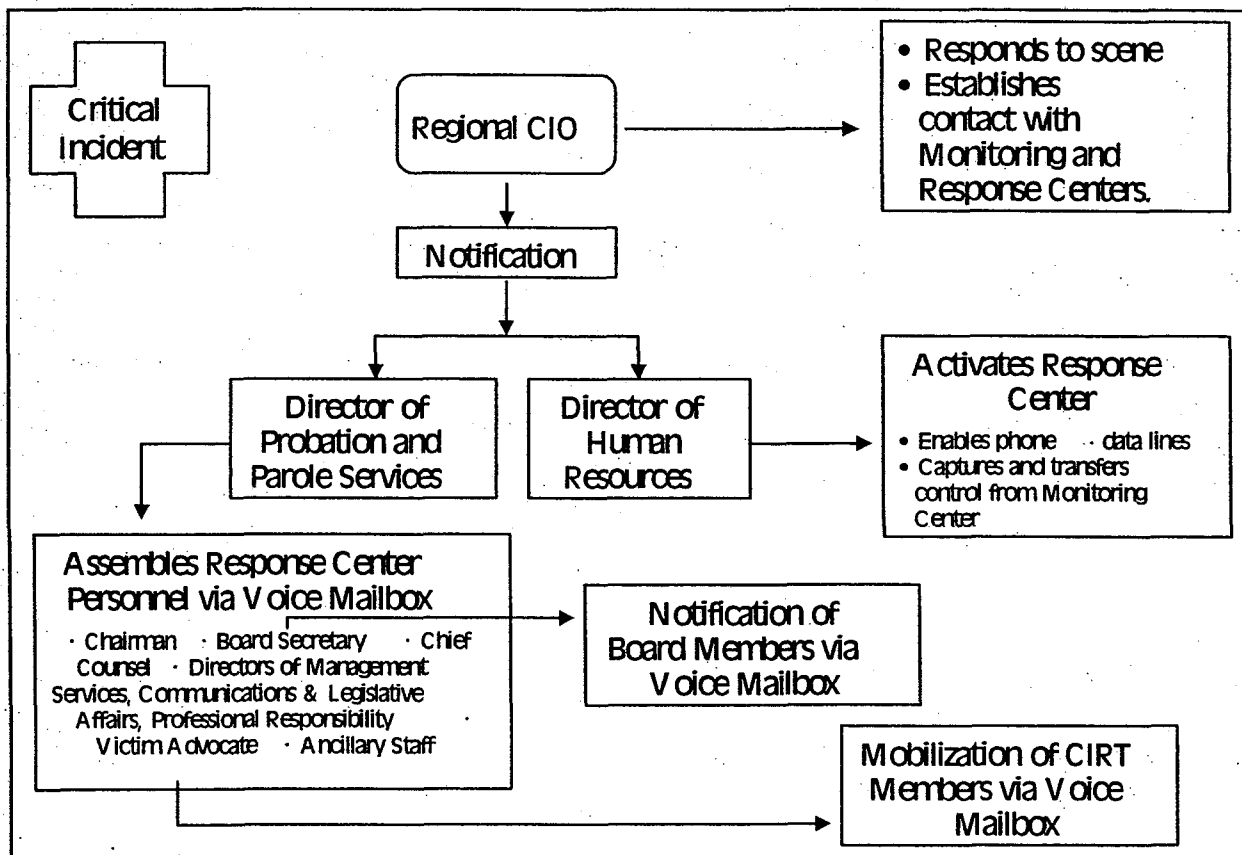 Critical
Incident
Regional CIO
• Responds to scene
• Establishes
contact with
Monitoring and
Response Centers.
Notification
Director of
Probation and
Parole Services
Director of
Human
Resources
Activates Response
Center
• Enables phone · data lines
• Captures and transfers
control from Monitoring
Center
Assembles Response Center
Personnel via Voice Mailbox
· Chairman · Board Secretary · Chief
Counsel · Directors of Management
Services, Communications & Legislative
Affairs, Professional Responsibility ·
Victim Advocate · Ancillary Staff
Notification of
Board Members via
Voice Mailbox
Mobilization of CIRT
Members via Voice
Mailbox